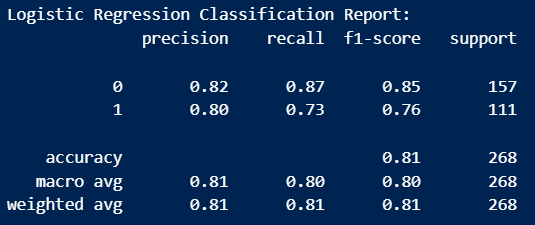 Logistic Regression Classification Report:
precision recall f1-score support
0 0.82 0.87 0.85 157
1 0.80 0.73 0.76 111
accuracy 0.81 268
macro avg 0.81 0.80 0.80 268
weighted avg 0.81 0.81 0.81 268